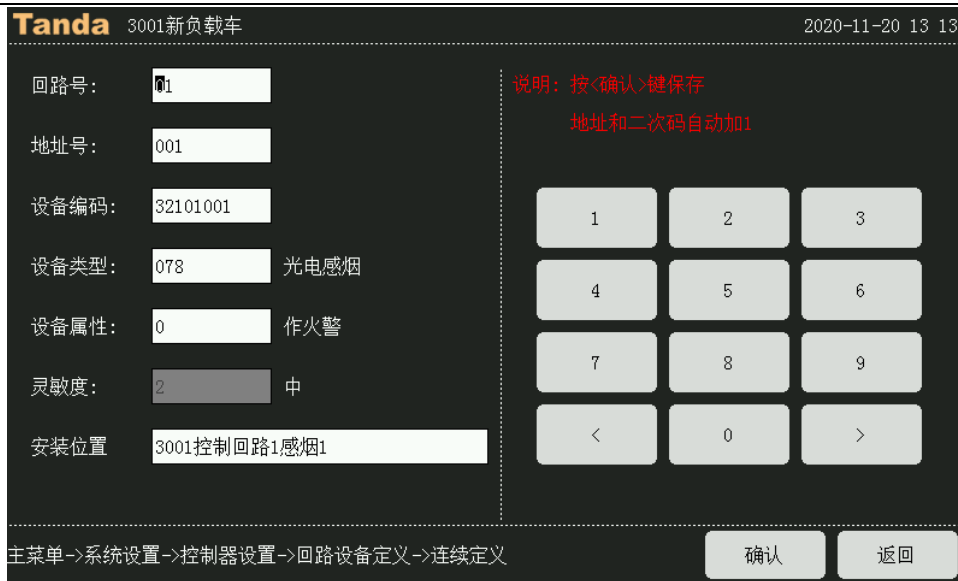 Tanda 3001新负载车 2020-11-20 13 13
回路号: 01
地址号: 001
设备编码: 32101001
设备类型: 078 光电感烟
设备属性: 0 作火警
灵敏度: 2 中
安装位置 3001控制回路1感烟1
说明: 按<确认>键保存
地址和二次码自动加1
1 2 3
4 5 6
7 8 9
< 0 >
主菜单->系统设置->控制器设置->回路设备定义->连续定义 确认 返回